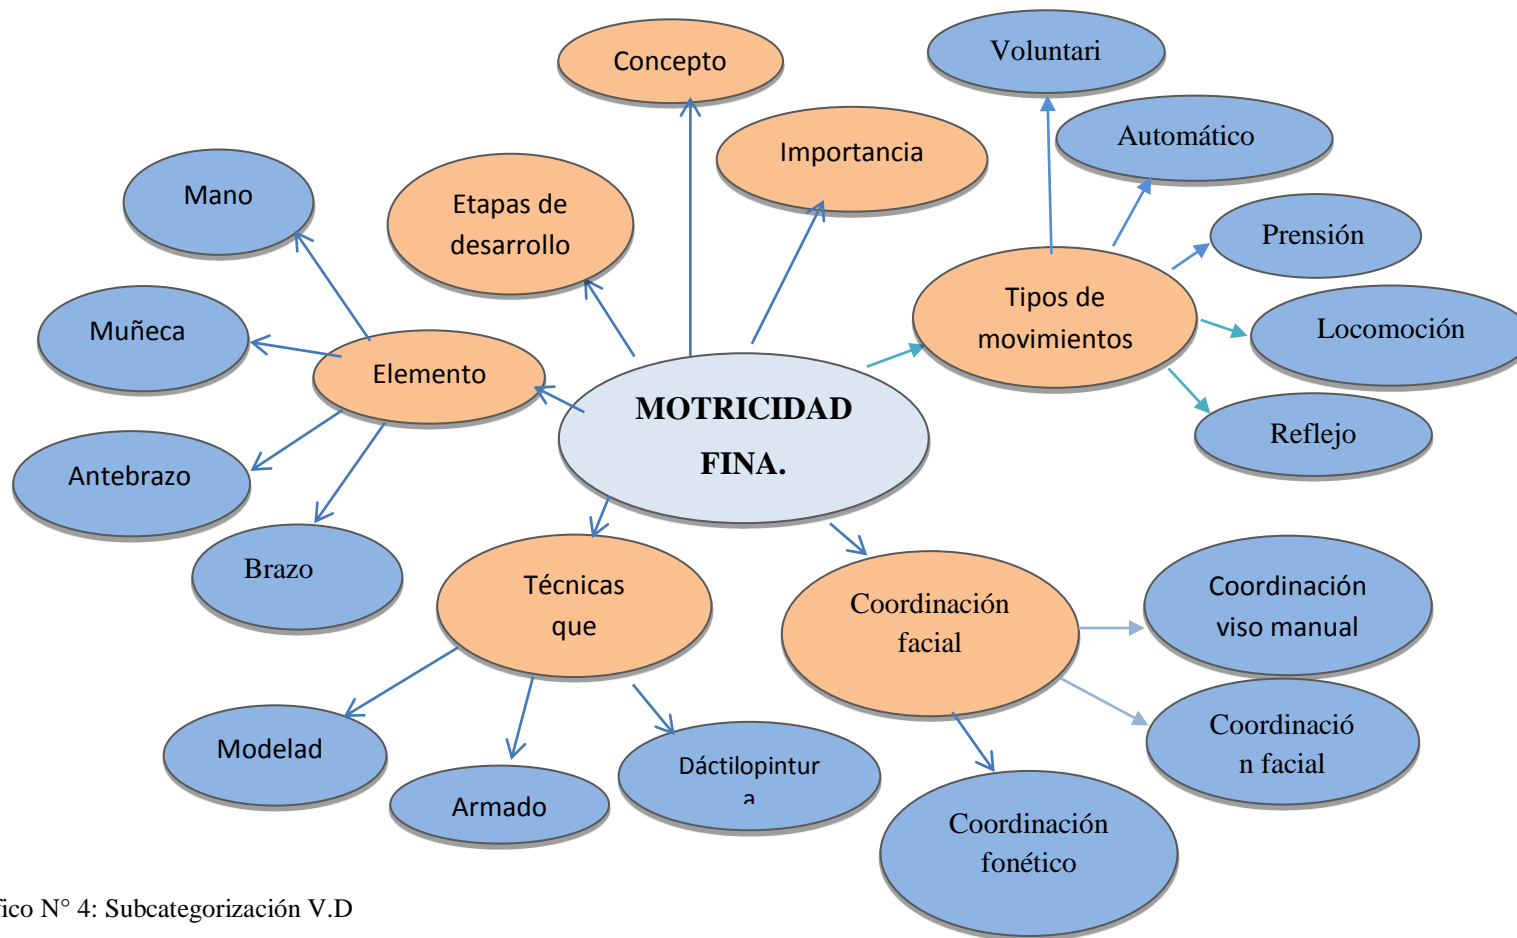 Concepto
Voluntari
Automático
Importancia
Mano
Etapas de
desarrollo
Prensión
Tipos de
movimientos
Muñeca
Locomoción
Elemento
MOTRICIDAD
FINA.
Reflejo
Antebrazo
Brazo
Técnicas
que
Coordinación
facial
Coordinación
viso manual
Modelad
Armado
Dáctilopintur
a
Coordinació
n facial
Coordinación
fonético
fico N° 4: Subcategorización V.D